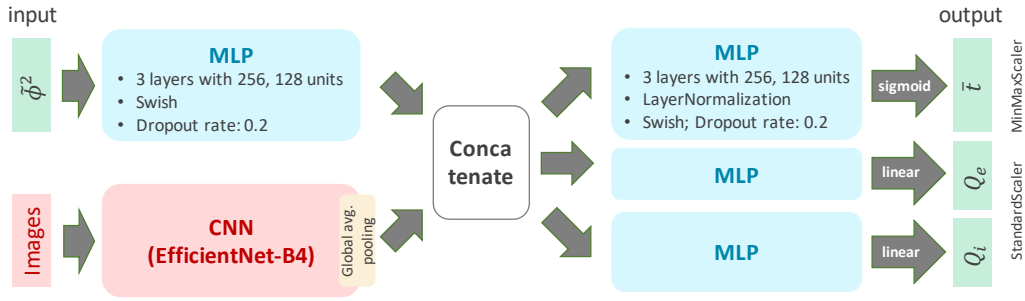 input
output
ϕ̃²
MLP
• 3 layers with 256, 128 units
• Swish
• Dropout rate: 0.2
Images
CNN
(EfficientNet-B4)
Global avg.
pooling
Conca
tenate
MLP
• 3 layers with 256, 128 units
• LayerNormalization
• Swish; Dropout rate: 0.2
sigmoid
t̄
MinMaxScaler
MLP
linear
Qₑ
MLP
linear
Qᵢ
StandardScaler